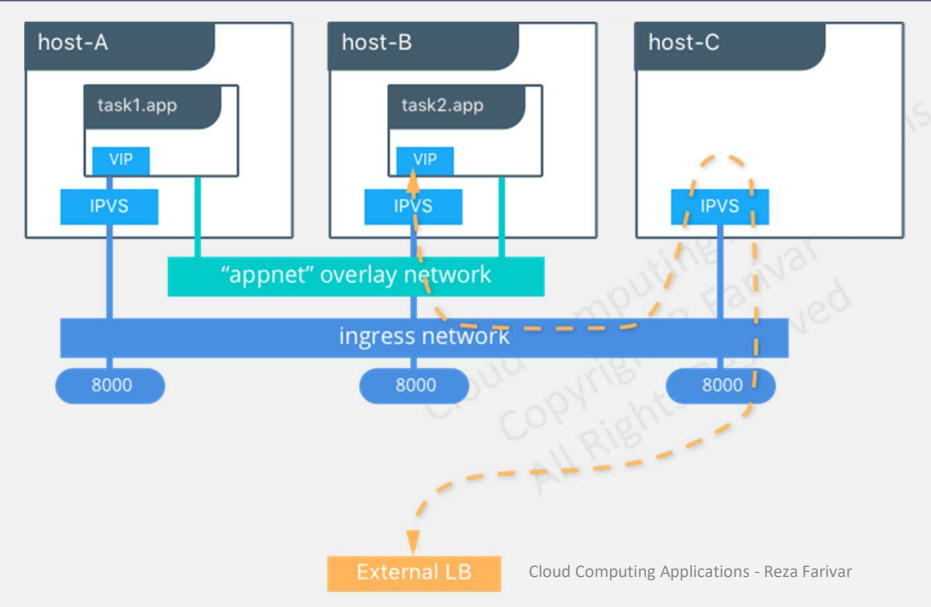 host-A
host-B
host-C
task1.app
task2.app
VIP
VIP
IPVS
IPVS
IPVS
“appnet” overlay network
ingress network
8000
8000
8000
External LB
Cloud Computing Applications - Reza Farivar
Cloud Computing
Copyright Farivar
All Rights Reserved